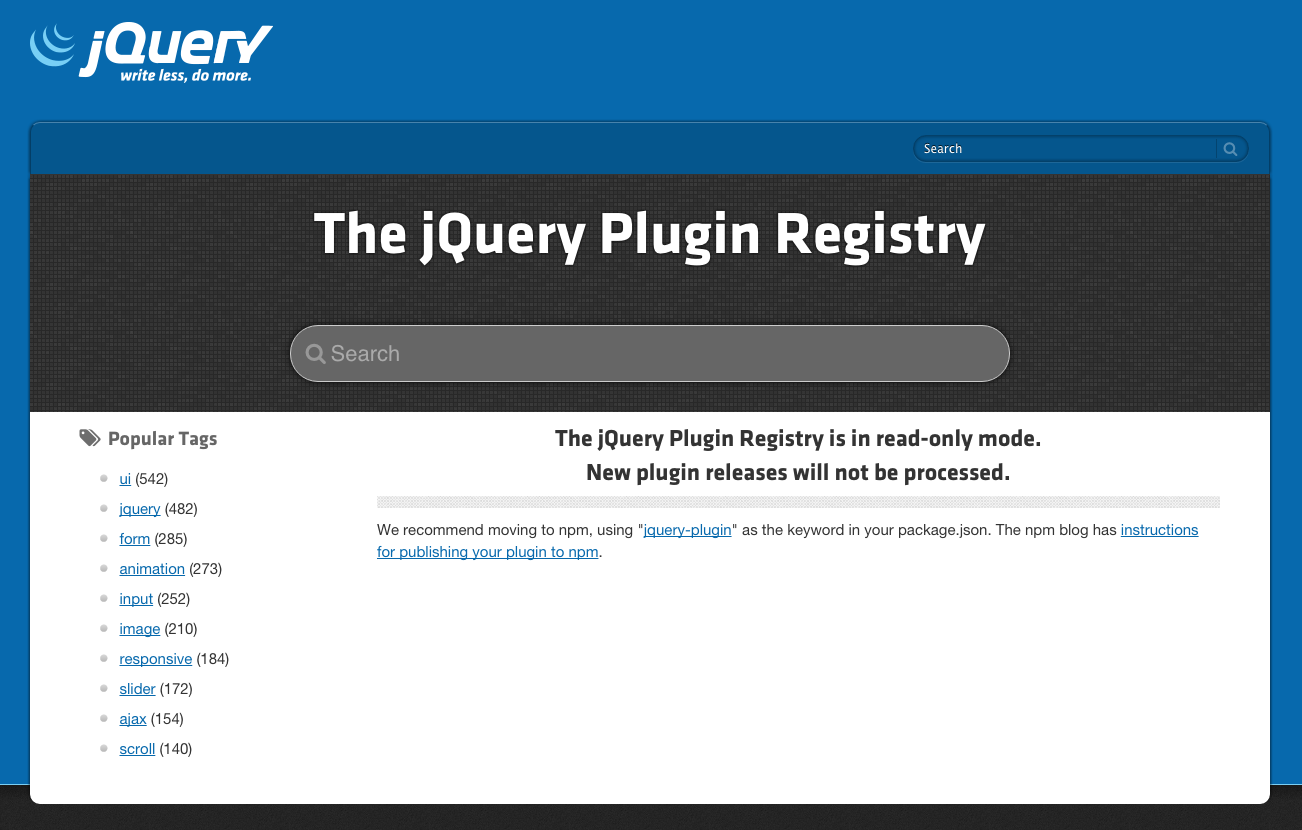 jQuery
write less, do more.
Search
The jQuery Plugin Registry
Search
Popular Tags
ui (542)
jquery (482)
form (285)
animation (273)
input (252)
image (210)
responsive (184)
slider (172)
ajax (154)
scroll (140)
The jQuery Plugin Registry is in read-only mode.
New plugin releases will not be processed.
We recommend moving to npm, using "jquery-plugin" as the keyword in your package.json. The npm blog has instructions
for publishing your plugin to npm.